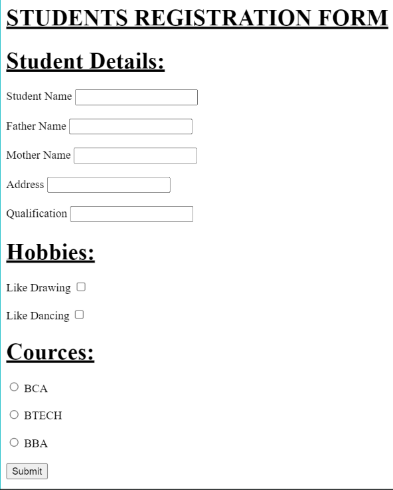 STUDENTS REGISTRATION FORM
Student Details:
Student Name
Father Name
Mother Name
Address
Qualification
Hobbies:
Like Drawing
Like Dancing
Cources:
BCA
BTECH
BBA
Submit